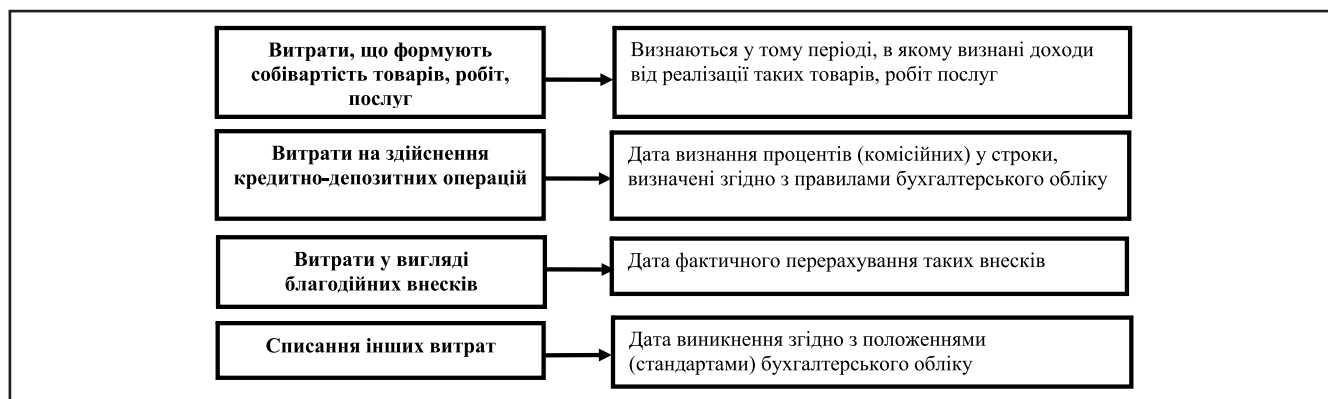 Витрати, що формують
собівартість товарів, робіт,
послуг
Визнаються у тому періоді, в якому визнані доходи
від реалізації таких товарів, робіт послуг
Витрати на здійснення
кредитно-депозитних операцій
Дата визнання процентів (комісійних) у строки,
визначені згідно з правилами бухгалтерського обліку
Витрати у вигляді
благодійних внесків
Дата фактичного перерахування таких внесків
Списання інших витрат
Дата виникнення згідно з положеннями
(стандартами) бухгалтерського обліку